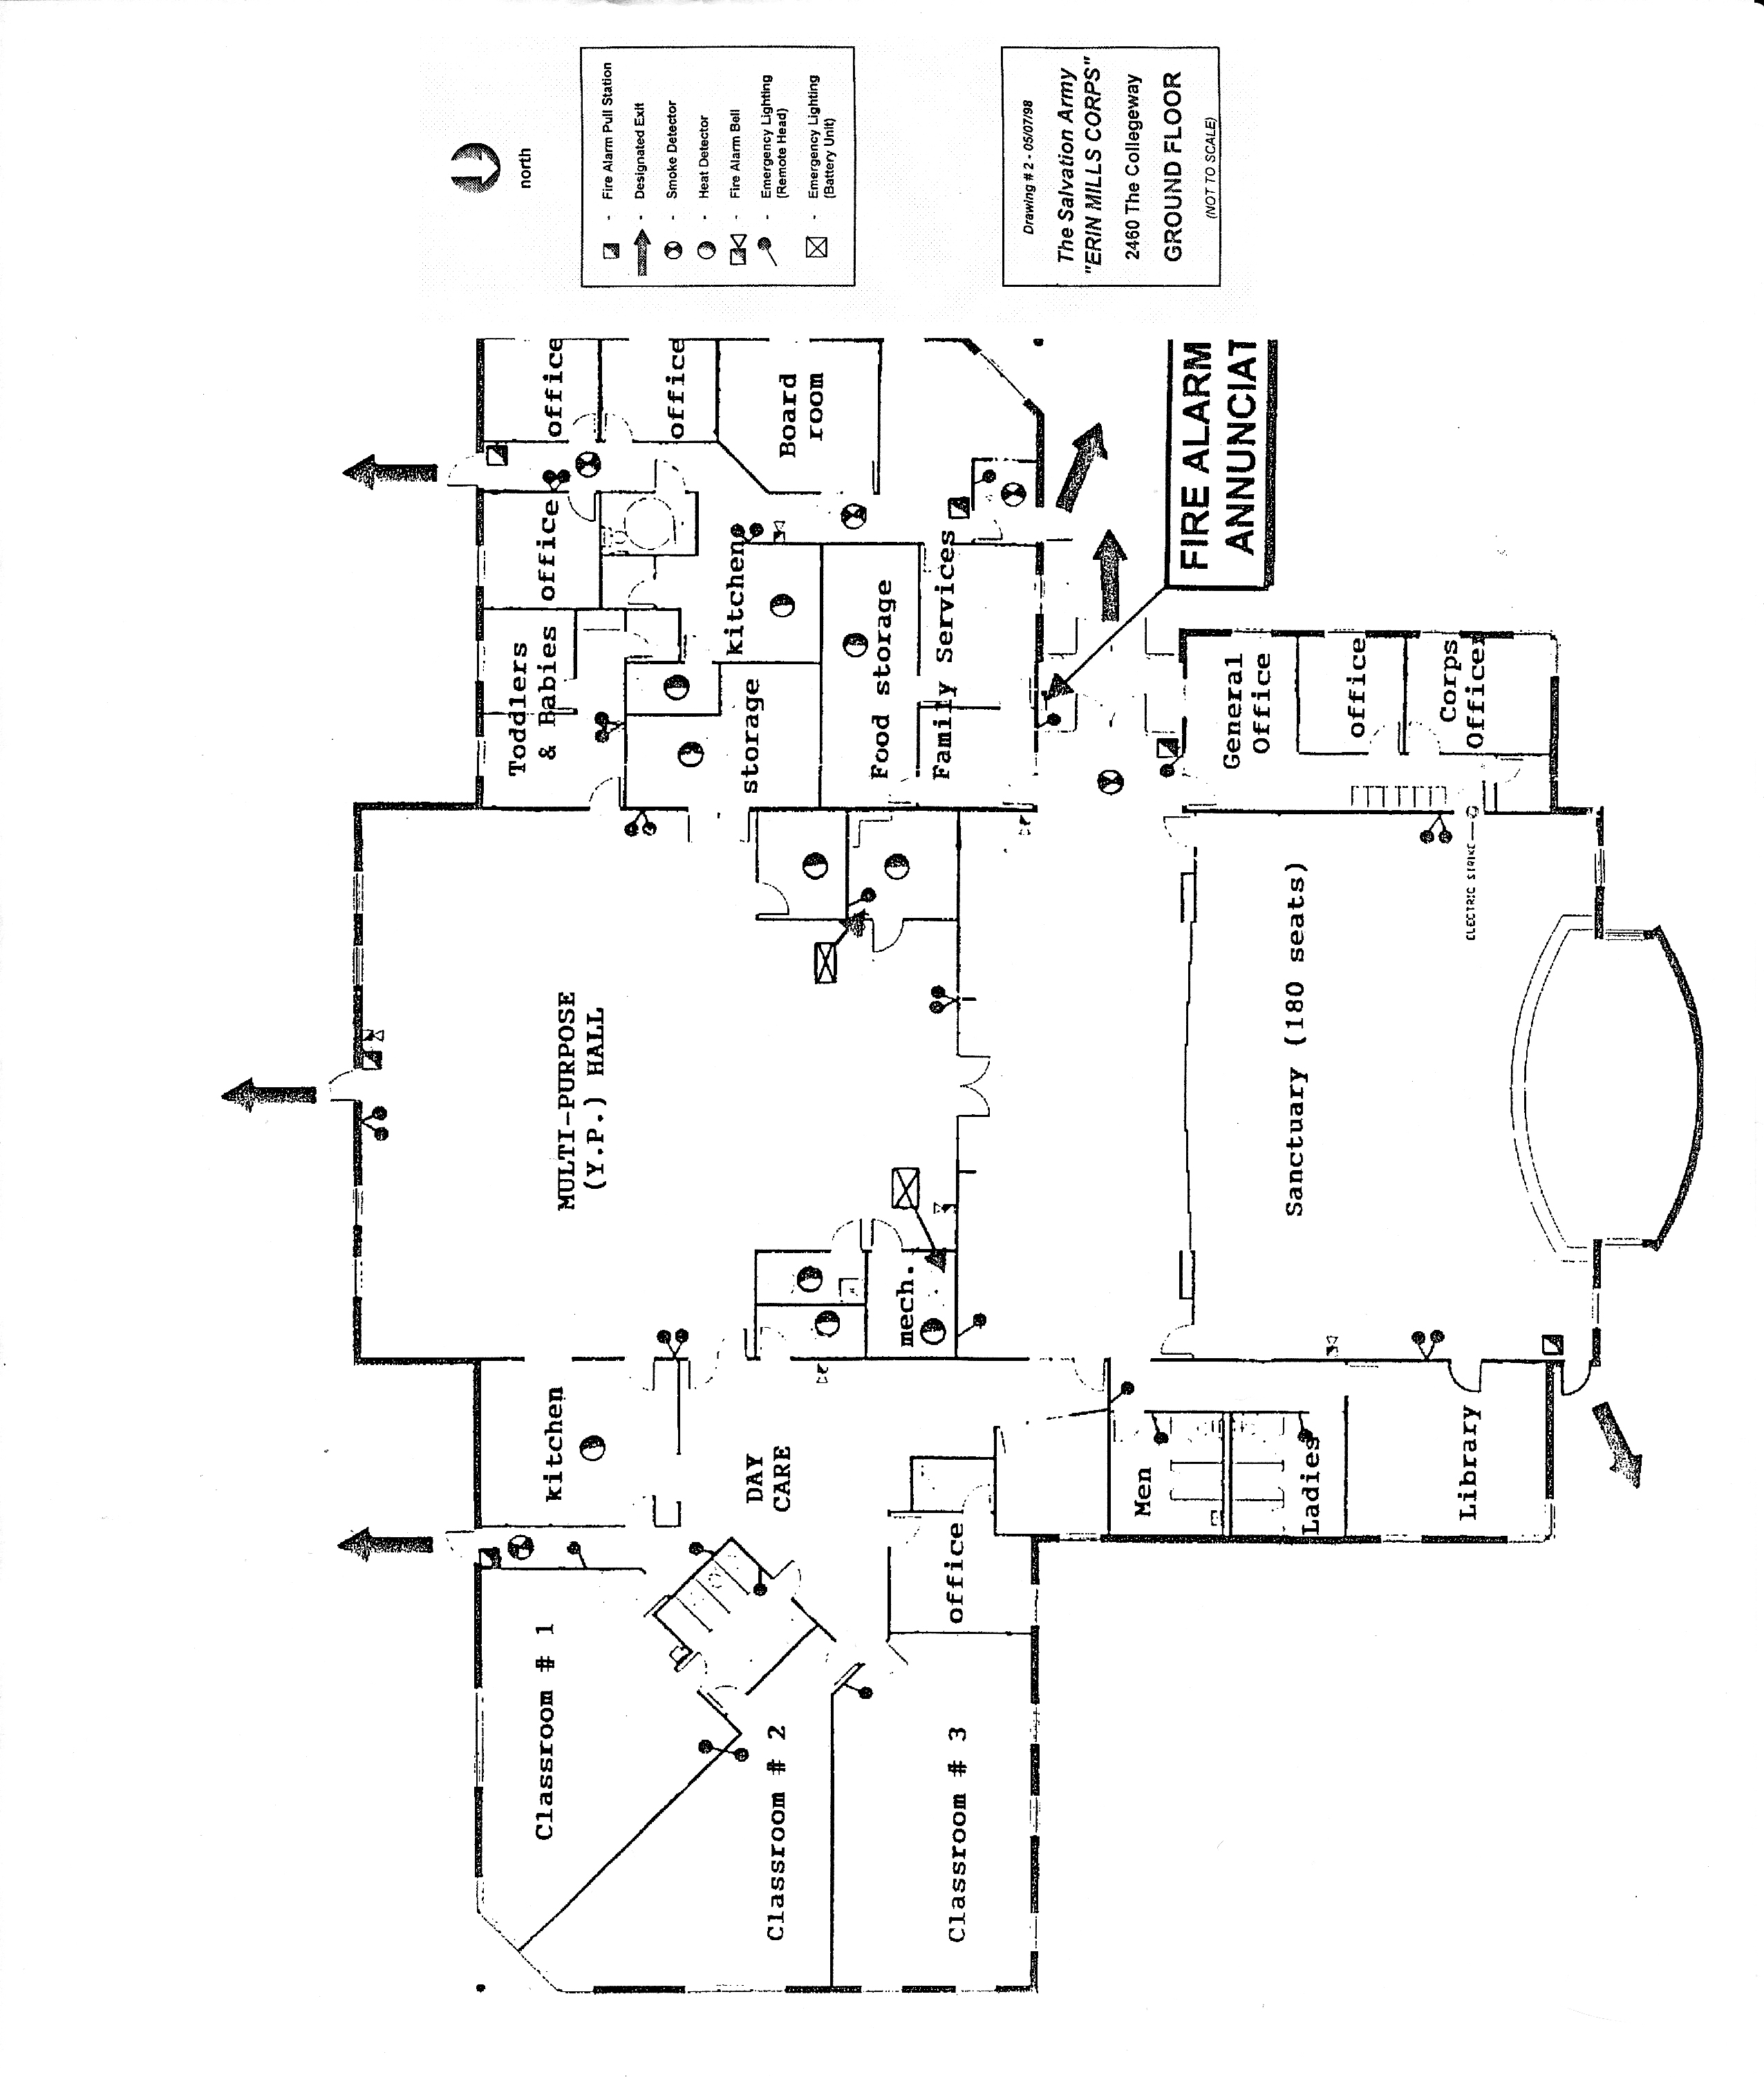 north
- Fire Alarm Pull Station
- Designated Exit
- Smoke Detector
- Heat Detector
- Fire Alarm Bell
- Emergency Lighting
(Remote Head)
- Emergency Lighting
(Battery Unit)
Drawing # 2 - 05/07/98
The Salvation Army
"ERIN MILLS CORPS"
2460 The Collegeway
GROUND FLOOR
(NOT TO SCALE)
office
office
Board
room
FIRE ALARM
ANNUNCIAT
office
kitchen
Toddlers
& Babies
storage
Food storage
Family Services
General
Office
office
Corps
Officer
ELECTRIC STRIKE
MULTI-PURPOSE
(Y.P.) HALL
Sanctuary (180 seats)
mech.
kitchen
DAY
CARE
Men
Ladies
Library
office
Classroom # 1
Classroom # 2
Classroom # 3